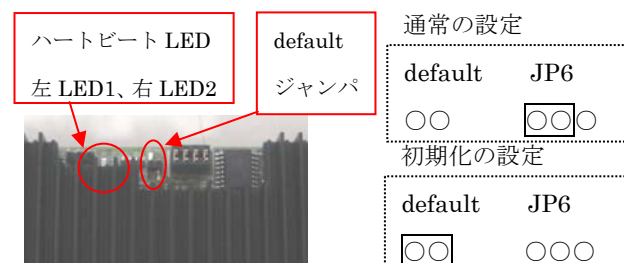 ハートビート LED
左 LED1、右 LED2
default
ジャンパ
通常の設定
default JP6
○○ ○○○
初期化の設定
default JP6
○○ ○○○